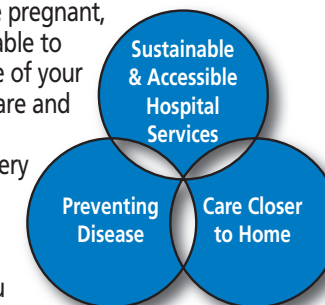 e pregnant,
able to
e of your
are and
ery
u
Sustainable
& Accessible
Hospital
Services
Preventing
Disease
Care Closer
to Home